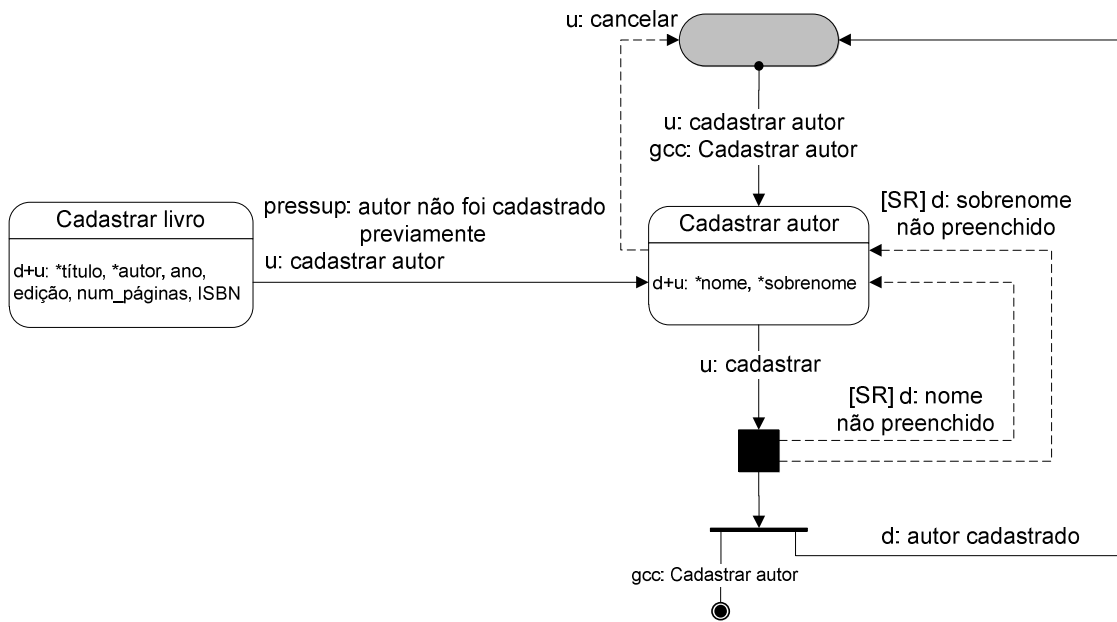 u: cancelar
u: cadastrar autor
gcc: Cadastrar autor
Cadastrar livro
d+u: *título, *autor, ano,
edição, num_páginas, ISBN
pressup: autor não foi cadastrado
previamente
u: cadastrar autor
Cadastrar autor
d+u: *nome, *sobrenome
[SR] d: sobrenome
não preenchido
u: cadastrar
[SR] d: nome
não preenchido
d: autor cadastrado
gcc: Cadastrar autor